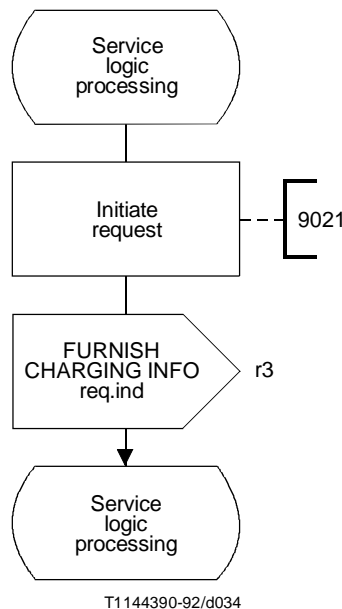 Service
logic
processing
Initiate
request
9021
FURNISH
CHARGING INFO
req.ind
r3
Service
logic
processing
T1144390-92/d034